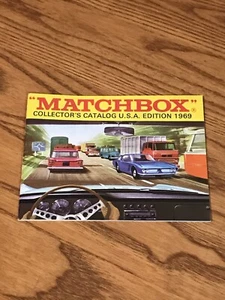 "MATCHBOX"
COLLECTOR'S CATALOG U.S.A. EDITION 1969